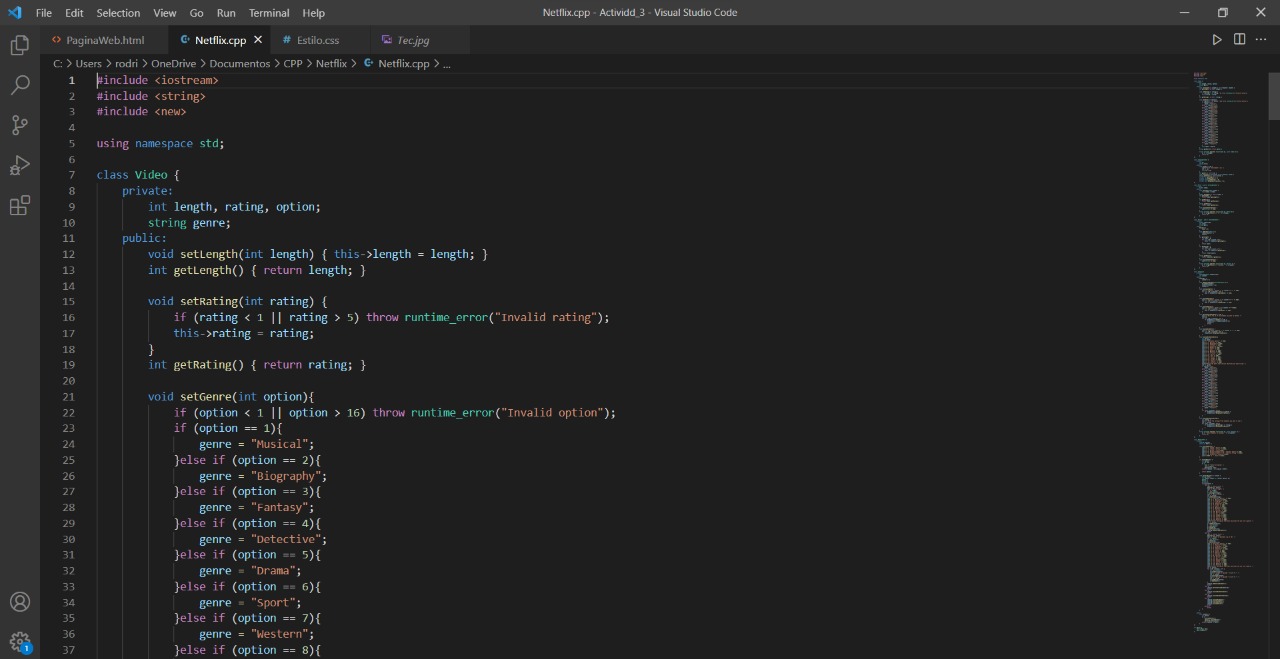 File Edit Selection View Go Run Terminal Help Netflix.cpp - Actividd_3 - Visual Studio Code
PaginaWeb.html Netflix.cpp Estilo.css Tec.jpg
C: > Users > rodri > OneDrive > Documentos > CPP > Netflix > Netflix.cpp > ...
1 #include <iostream>
2 #include <string>
3 #include <new>
4
5 using namespace std;
6
7 class Video {
8 private:
9 int length, rating, option;
10 string genre;
11 public:
12 void setLength(int length) { this->length = length; }
13 int getLength() { return length; }
14
15 void setRating(int rating) {
16 if (rating < 1 || rating > 5) throw runtime_error("Invalid rating");
17 this->rating = rating;
18 }
19 int getRating() { return rating; }
20
21 void setGenre(int option){
22 if (option < 1 || option > 16) throw runtime_error("Invalid option");
23 if (option == 1){
24 genre = "Musical";
25 }else if (option == 2){
26 genre = "Biography";
27 }else if (option == 3){
28 genre = "Fantasy";
29 }else if (option == 4){
30 genre = "Detective";
31 }else if (option == 5){
32 genre = "Drama";
33 }else if (option == 6){
34 genre = "Sport";
35 }else if (option == 7){
36 genre = "Western";
37 }else if (option == 8){
1